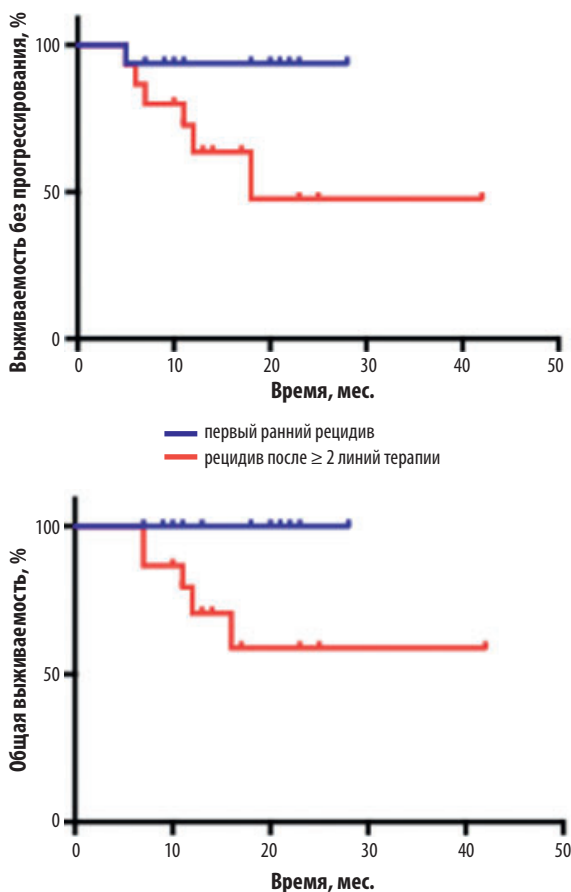 Выживаемость без прогрессирования, %
100
50
0
0 10 20 30 40 50
Время, мес.
первый ранний рецидив
рецидив после ≥ 2 линий терапии
Общая выживаемость, %
100
50
0
0 10 20 30 40 50
Время, мес.